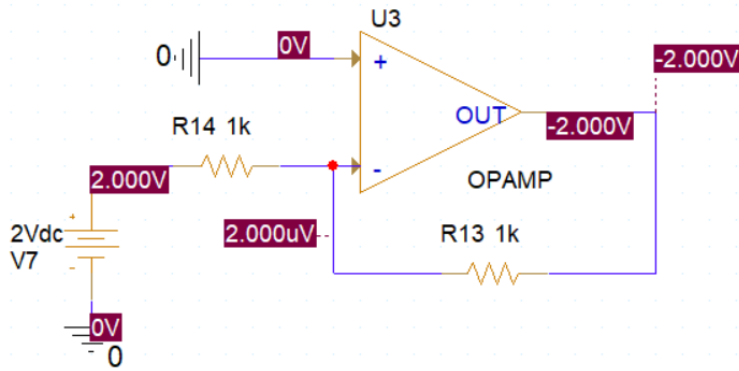 U3
0
0V
+
-2.000V
R14 1k
OUT
-2.000V
2.000V
-
OPAMP
+
2Vdc
2.000uV
R13 1k
V7
-
0V
0